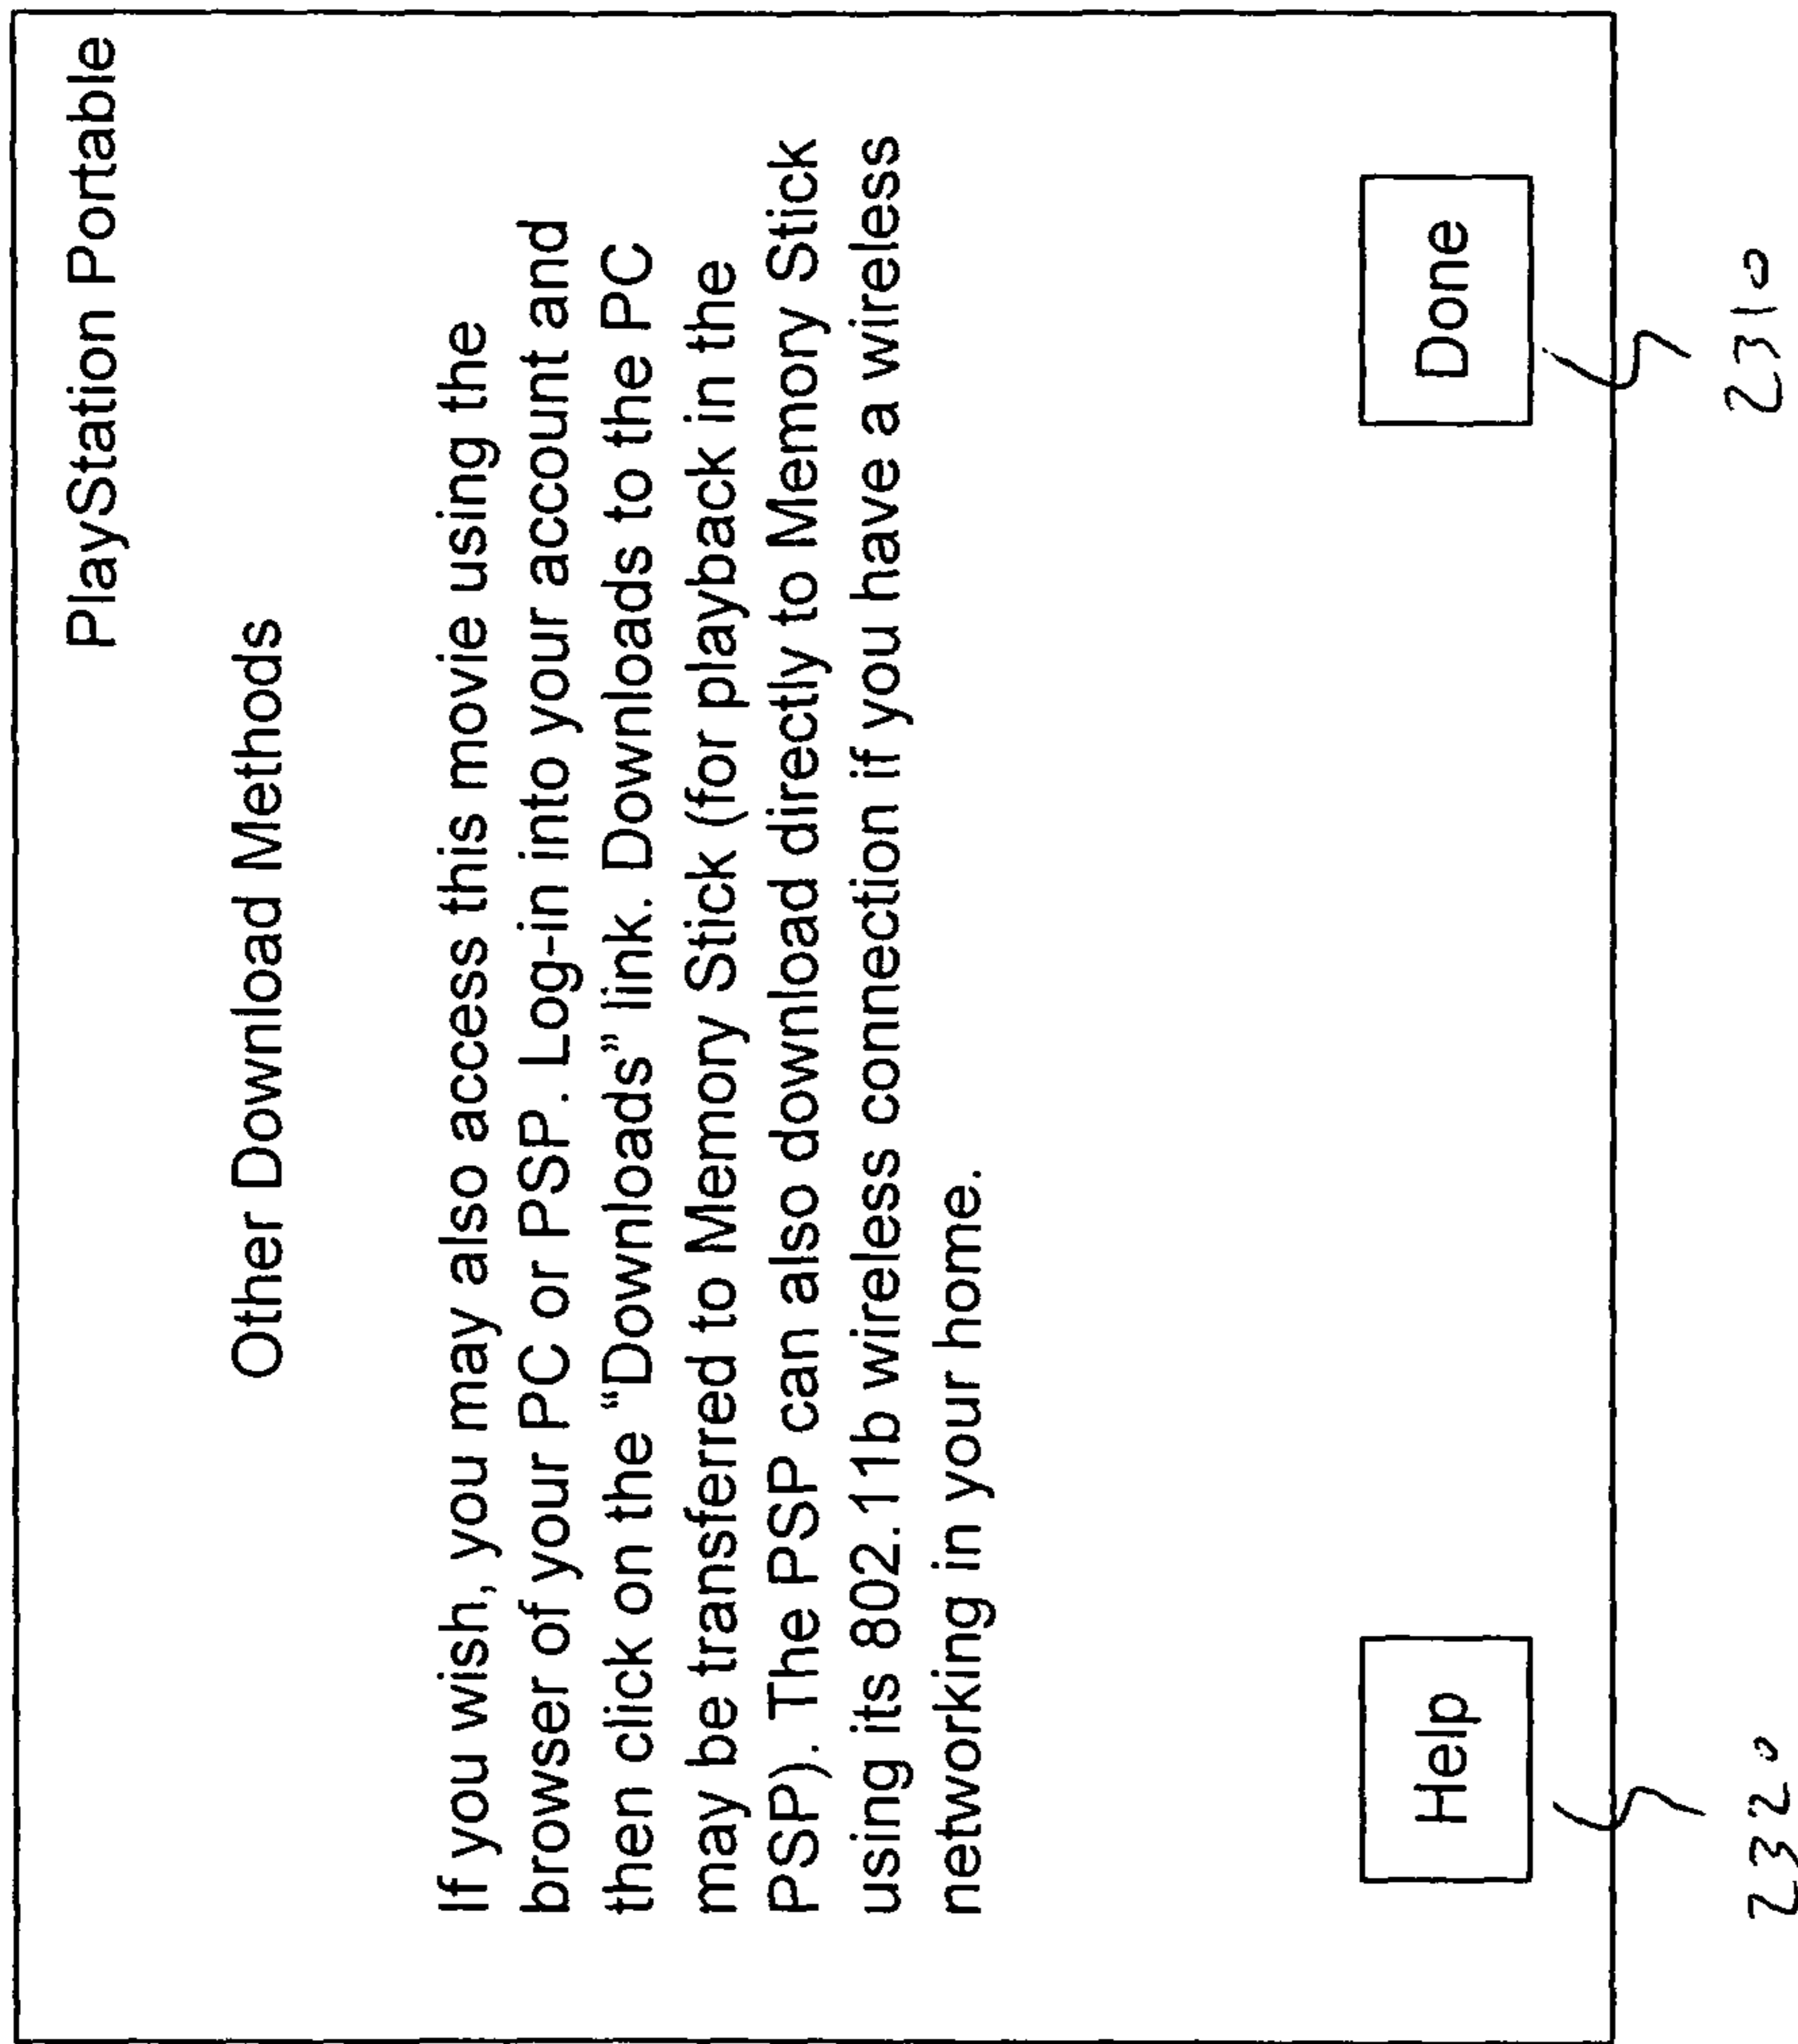 PlayStation Portable
Other Download Methods
If you wish, you may also access this movie using the
browser of your PC or PSP. Log-in into your account and
then click on the “Downloads” link. Downloads to the PC
may be transferred to Memory Stick (for playback in the
PSP). The PSP can also download directly to Memory Stick
using its 802.11b wireless connection if you have a wireless
networking in your home.
Help
Done
2320
2310